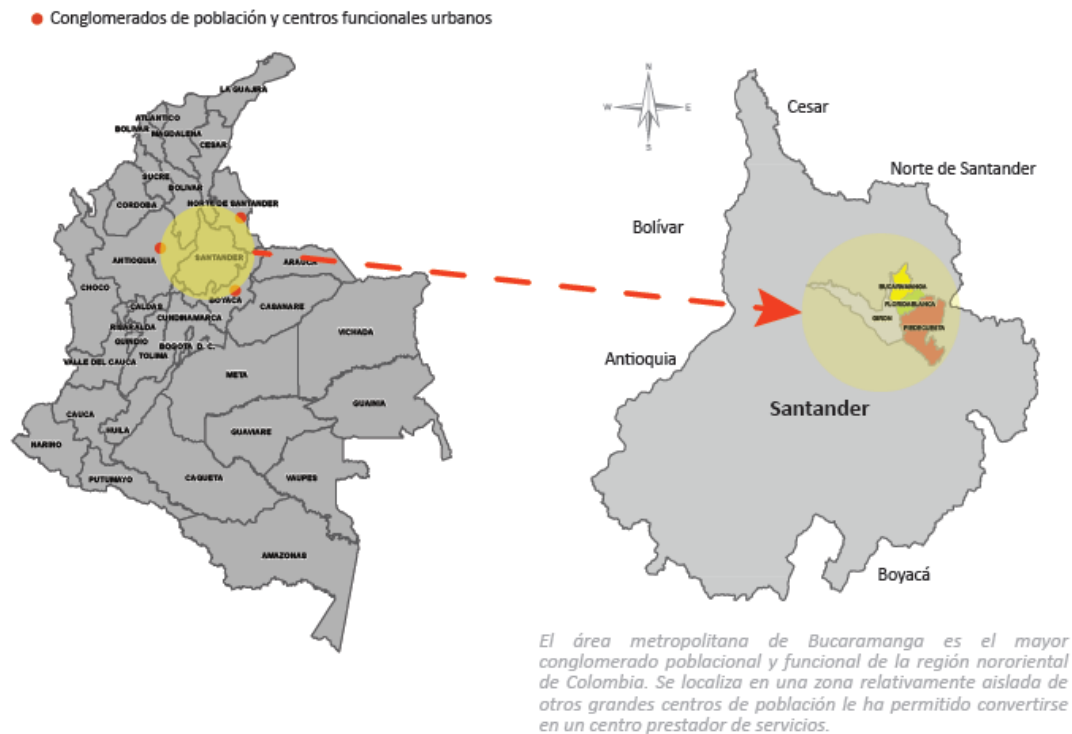 Conglomerados de población y centros funcionales urbanos
LA GUAJIRA
ATLANTICO
BOLIVAR
MAGDALENA
CESAR
SUCRE
BOLIVAR
CORDOBA
NORTE DE SANTANDER
ANTIOQUIA
SANTANDER
ARAUCA
CHOCO
BOYACA
CALDAS
CASANARE
CUNDINAMARCA
RISARALDA
QUINDIO
BOGOTA D. C.
VICHADA
VALLE DEL CAUCA
TOLIMA
META
GUAINIA
CAUCA
HUILA
GUAVIARE
NARINO
PUTUMAYO
CAQUETA
VAUPES
AMAZONAS
N
W
E
S
Cesar
Norte de Santander
Bolívar
BUCARAMANGA
FLORIDABLANCA
GIRON
PIEDECUESTA
Antioquia
Santander
Boyacá
El área metropolitana de Bucaramanga es el mayor
conglomerado poblacional y funcional de la región nororiental
de Colombia. Se localiza en una zona relativamente aislada de
otros grandes centros de población le ha permitido convertirse
en un centro prestador de servicios.